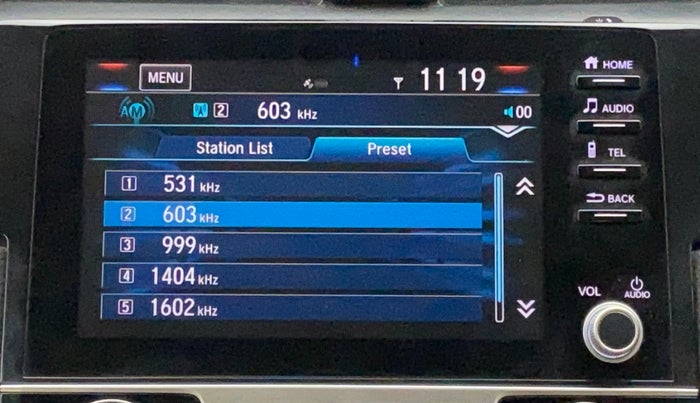 MENU 11 19
AM 2 603 kHz 00
Station List Preset
1 531 kHz
2 603 kHz
3 999 kHz
4 1404 kHz
5 1602 kHz
HOME
AUDIO
TEL
BACK
VOL AUDIO